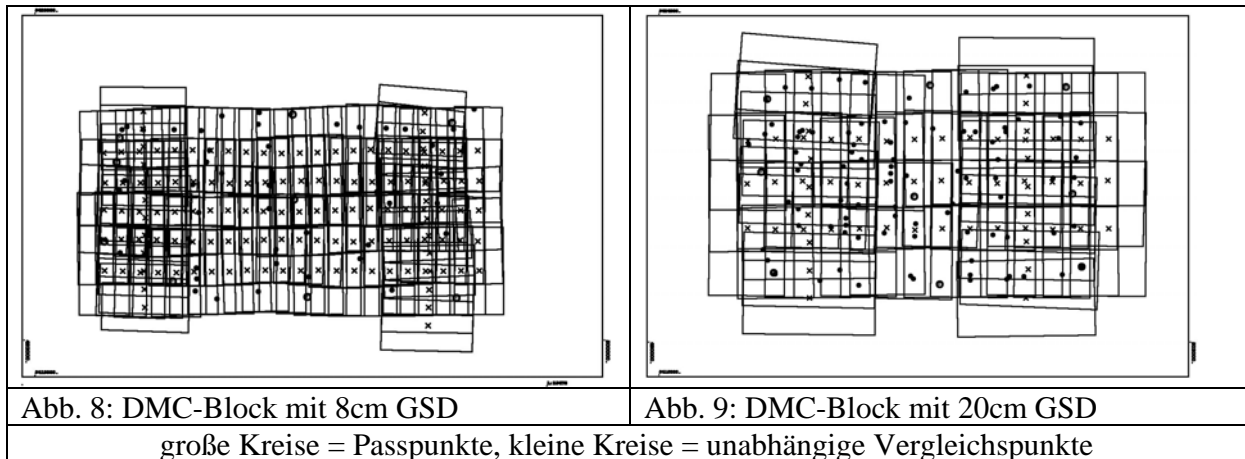 Abb. 8: DMC-Block mit 8cm GSD
Abb. 9: DMC-Block mit 20cm GSD
große Kreise = Passpunkte, kleine Kreise = unabhängige Vergleichspunkte